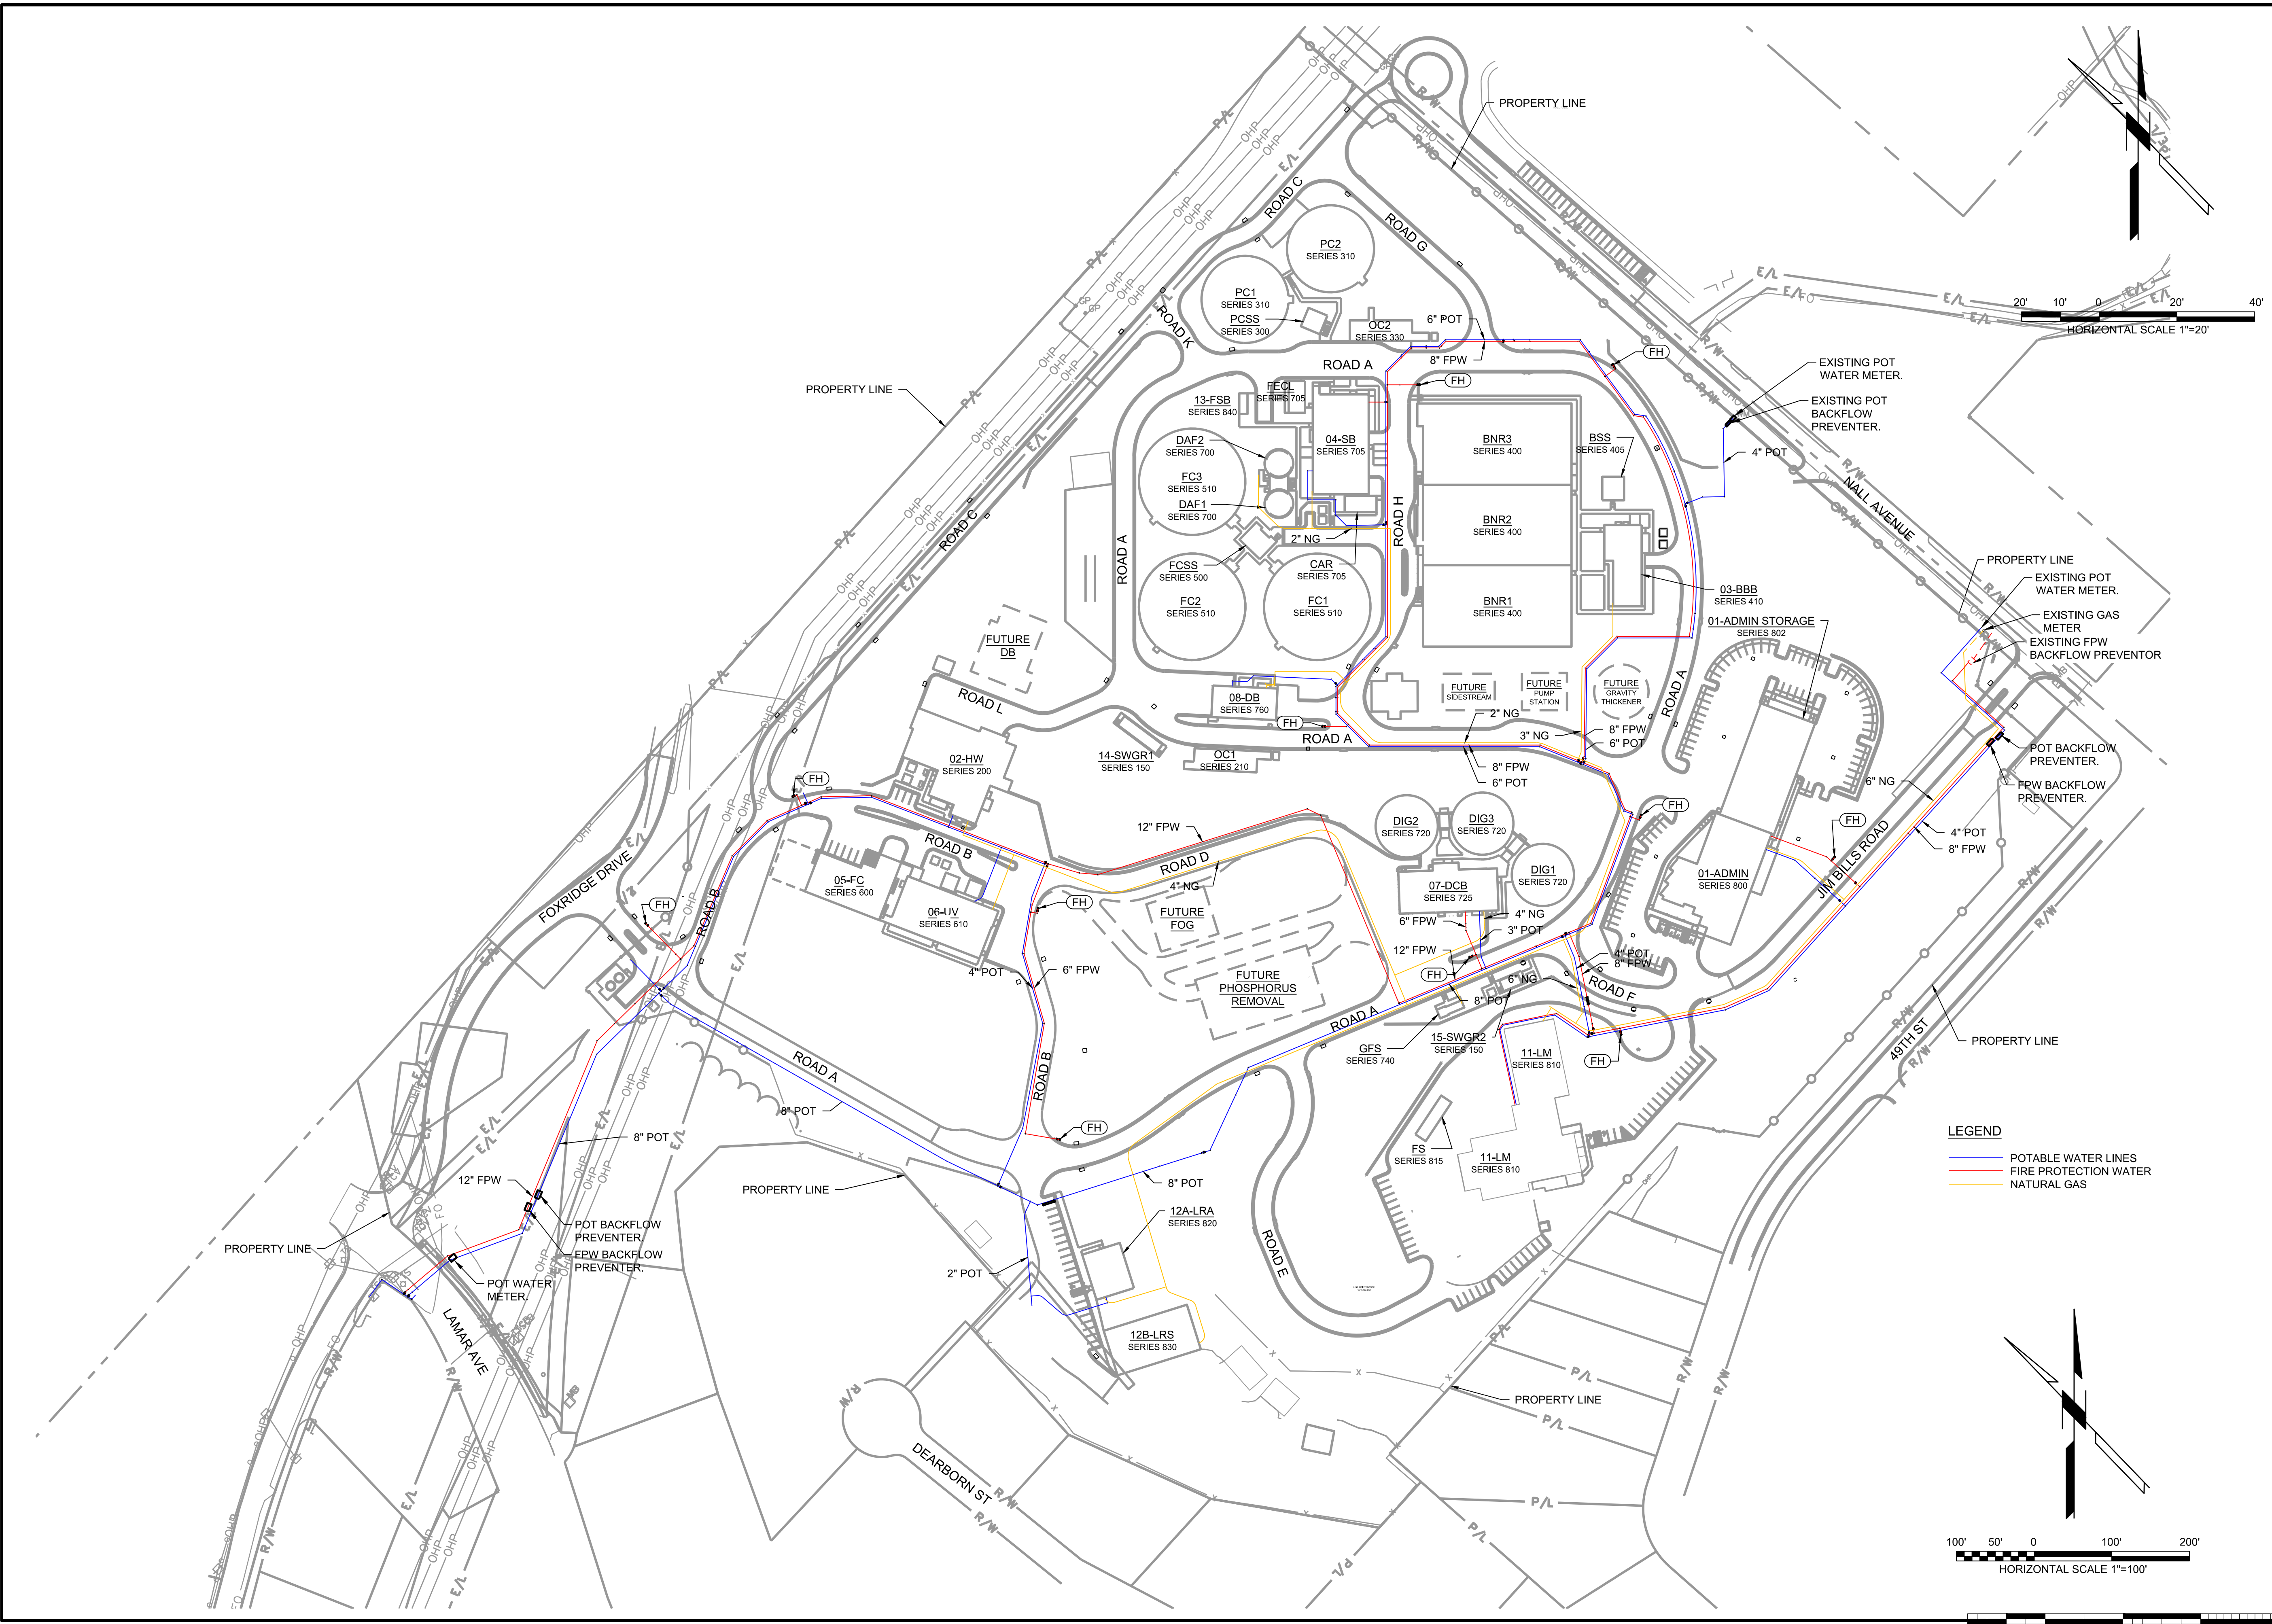 PROPERTY LINE
ROAD C
ROAD G
PC2
SERIES 310
PC1
SERIES 310
PCSS
SERIES 300
OC2
SERIES 330
6" POT
8" FPW
ROAD K
ROAD A
FH
FH
20' 10' 0 20' 40'
HORIZONTAL SCALE 1"=20'
EXISTING POT
WATER METER.
EXISTING POT
BACKFLOW
PREVENTER.
4" POT
PROPERTY LINE
FECL
SERIES 705
13-FSB
SERIES 840
04-SB
SERIES 705
DAF2
SERIES 700
FC3
SERIES 510
DAF1
SERIES 700
BNR3
SERIES 400
BSS
SERIES 405
BNR2
SERIES 400
BNR1
SERIES 400
ROAD H
2" NG
FCSS
SERIES 500
CAR
SERIES 705
FC2
SERIES 510
FC1
SERIES 510
ROAD A
ROAD C
NALL AVENUE
03-BBB
SERIES 410
01-ADMIN STORAGE
SERIES 802
PROPERTY LINE
EXISTING POT
WATER METER.
EXISTING GAS
METER
EXISTING FPW
BACKFLOW PREVENTOR
FUTURE
DB
ROAD L
08-DB
SERIES 760
FH
ROAD A
FUTURE
SIDESTREAM
FUTURE
PUMP
STATION
FUTURE
GRAVITY
THICKENER
ROAD A
2" NG
3" NG
8" FPW
6" POT
8" FPW
6" POT
14-SWGR1
SERIES 150
OC1
SERIES 210
02-HW
SERIES 200
FH
POT BACKFLOW
PREVENTER.
FPW BACKFLOW
PREVENTER.
6" NG
4" POT
8" FPW
FH
FH
DIG2
SERIES 720
DIG3
SERIES 720
DIG1
SERIES 720
12" FPW
ROAD D
4" NG
ROAD B
FOXRIDGE DRIVE
05-FC
SERIES 600
06-UV
SERIES 610
FH
ROAD B
FH
FUTURE
FOG
FUTURE
PHOSPHORUS
REMOVAL
07-DCB
SERIES 725
6" FPW
4" NG
3" POT
12" FPW
FH
8" POT
6" NG
4" POT
8" FPW
ROAD F
01-ADMIN
SERIES 800
JIM BILLS ROAD
4" POT
6" FPW
ROAD A
GFS
SERIES 740
15-SWGR2
SERIES 150
11-LM
SERIES 810
FH
49TH ST
PROPERTY LINE
ROAD A
8" POT
ROAD B
FH
8" POT
12" FPW
FS
SERIES 815
11-LM
SERIES 810
LEGEND
POTABLE WATER LINES
FIRE PROTECTION WATER
NATURAL GAS
PROPERTY LINE
8" POT
12A-LRA
SERIES 820
POT BACKFLOW
PREVENTER.
FPW BACKFLOW
PREVENTER.
PROPERTY LINE
POT WATER
METER.
2" POT
ROAD E
LAMAR AVE
12B-LRS
SERIES 830
PROPERTY LINE
DEARBORN ST
100' 50' 0 100' 200'
HORIZONTAL SCALE 1"=100'